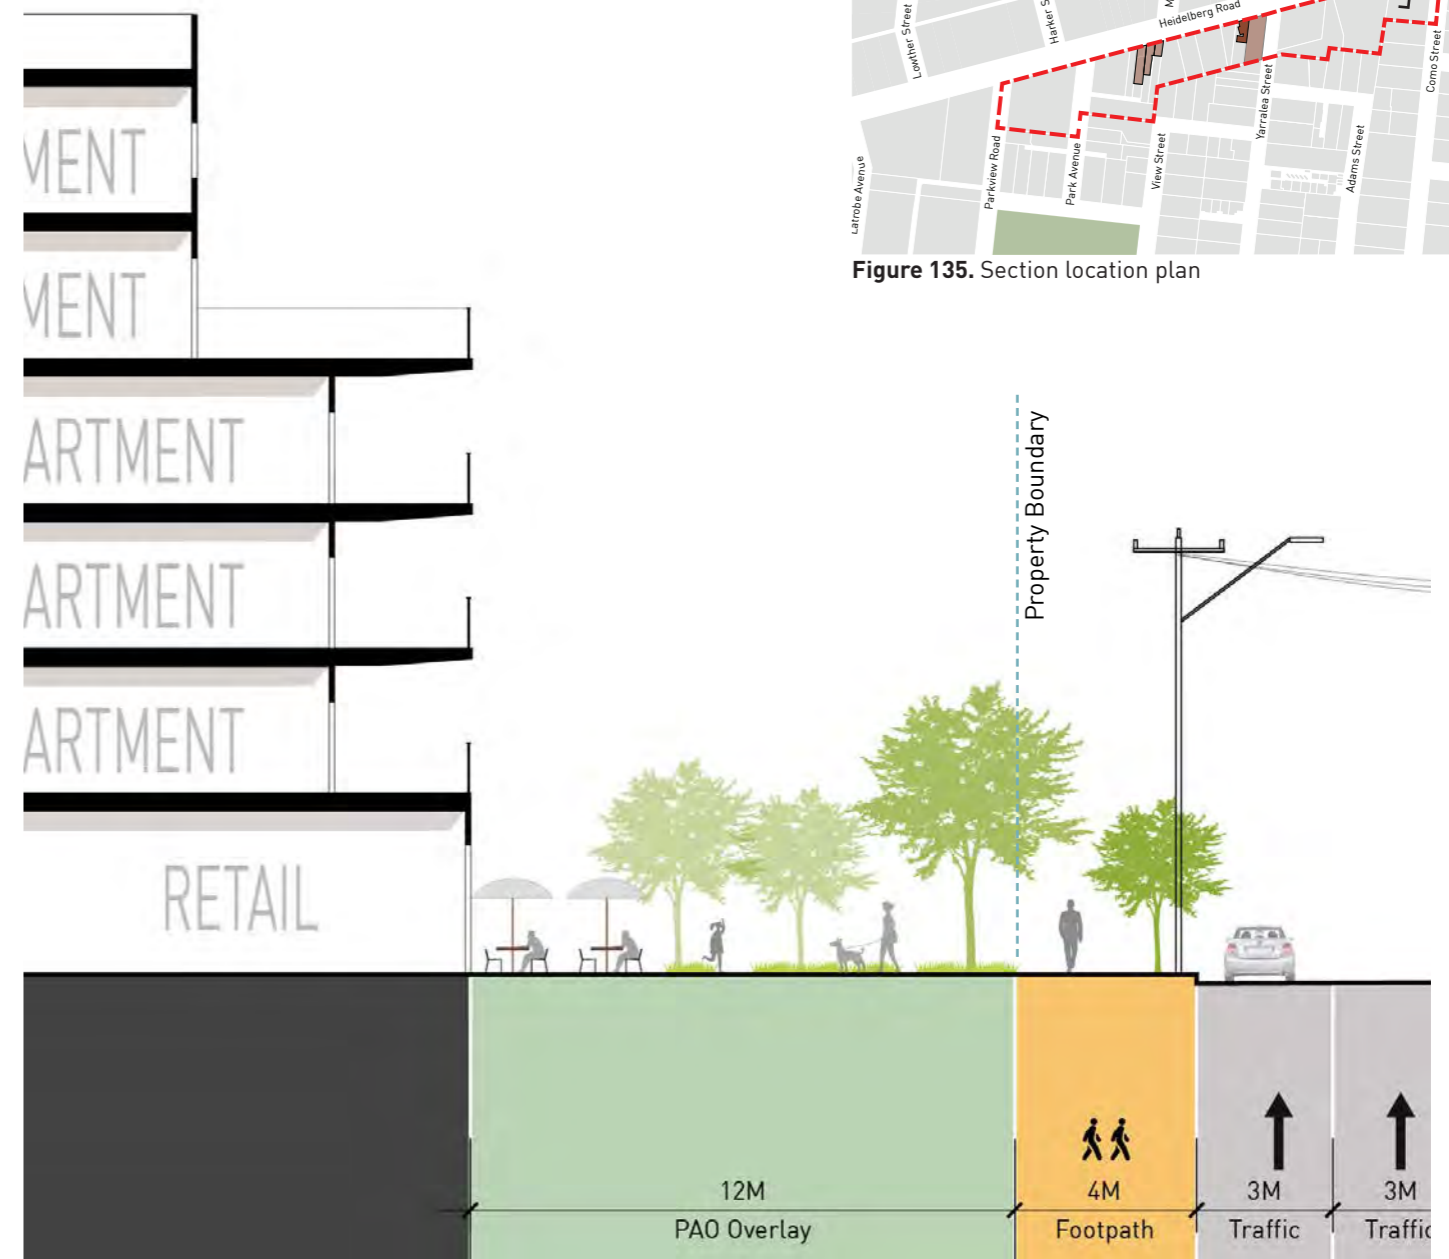 Lowther Street
Harker S
M
Heidelberg Road
Como Street
Yarralea Street
Adams Street
View Street
Park Avenue
Parkview Road
Latrobe Avenue
Figure 135. Section location plan
MENT
MENT
ARTMENT
ARTMENT
ARTMENT
RETAIL
Property Boundary
12M
4M
3M
3M
PAO Overlay
Footpath
Traffic
Traffic